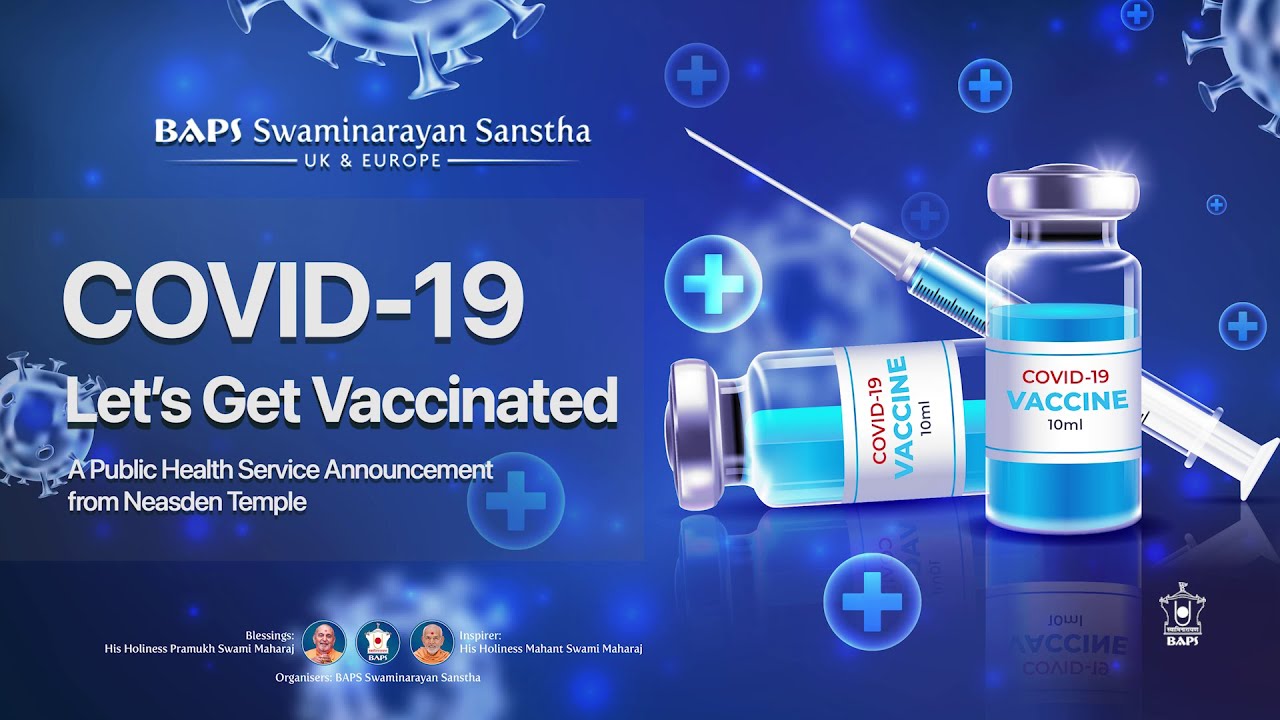 BAPS Swaminarayan Sanstha
UK & EUROPE
COVID-19
Let's Get Vaccinated
A Public Health Service Announcement
from Neasden Temple
COVID-19
VACCINE
10ml
COVID-19
VACCINE
10ml
Blessings:
His Holiness Pramukh Swami Maharaj
BAPS
Inspirer:
His Holiness Mahant Swami Maharaj
Organisers: BAPS Swaminarayan Sanstha
स्वामिनारायण
BAPS